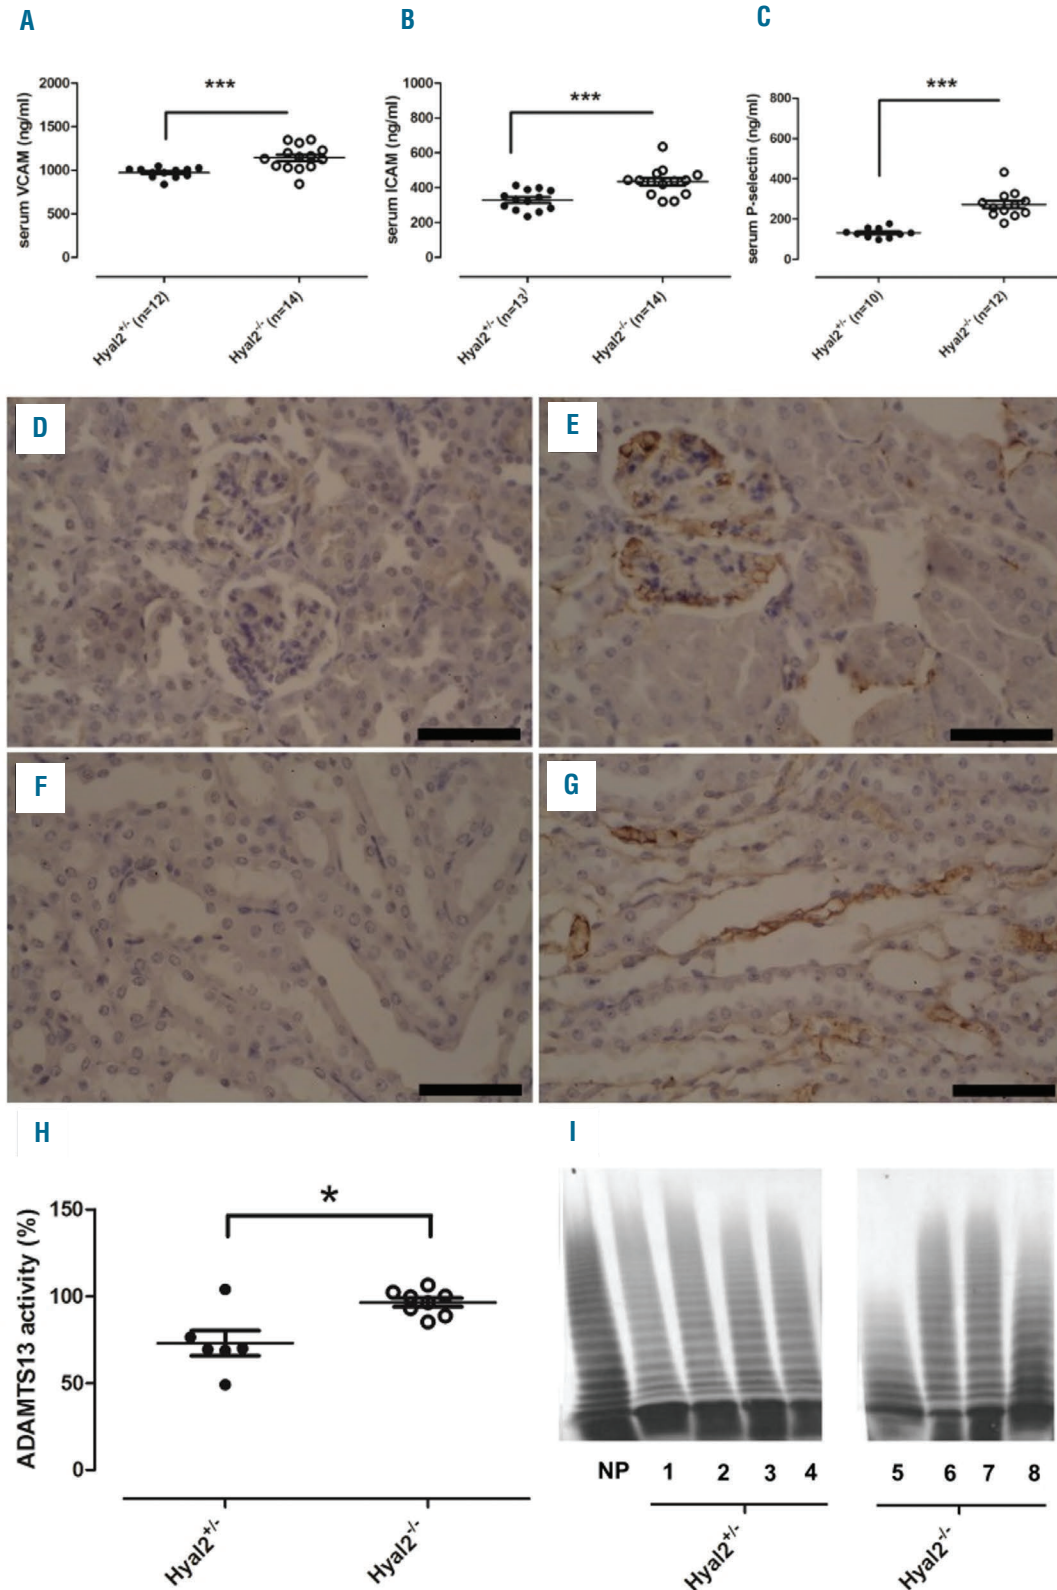 A
B
C
serum VCAM (ng/ml)
2000
1500
1000
500
0
***
Hyal2+/- (n=12)
Hyal2-/- (n=14)
serum ICAM (ng/ml)
1000
800
600
400
200
0
***
Hyal2+/- (n=13)
Hyal2-/- (n=14)
serum P-selectin (ng/ml)
800
600
400
200
0
***
Hyal2+/- (n=10)
Hyal2-/- (n=12)
D
E
F
G
H
I
ADAMTS13 activity (%)
150
100
50
0
*
Hyal2+/-
Hyal2-/-
NP 1 2 3 4 5 6 7 8
Hyal2+/-
Hyal2-/-